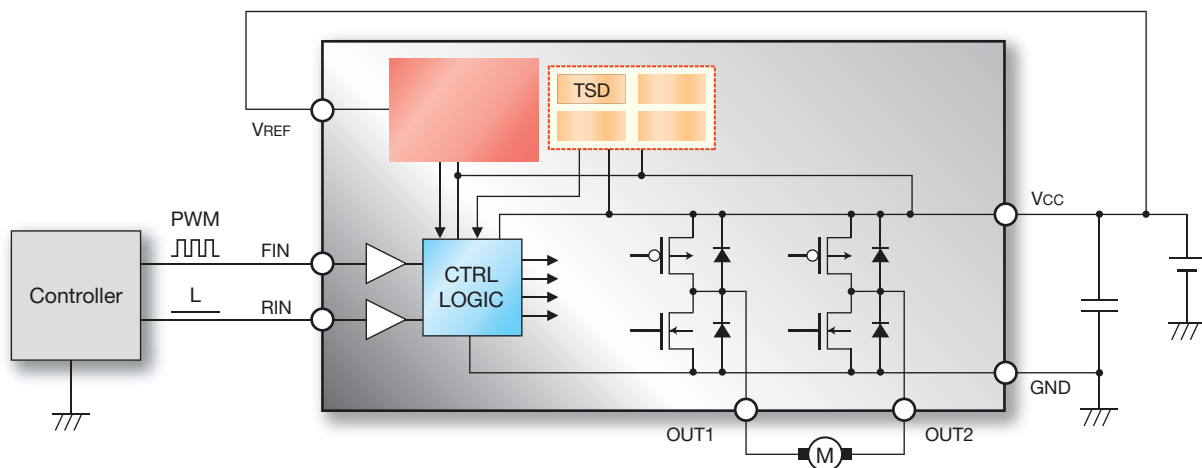 TSD
VREF
VCC
PWM
FIN
Controller
CTRL
LOGIC
L
RIN
GND
OUT1
OUT2
M